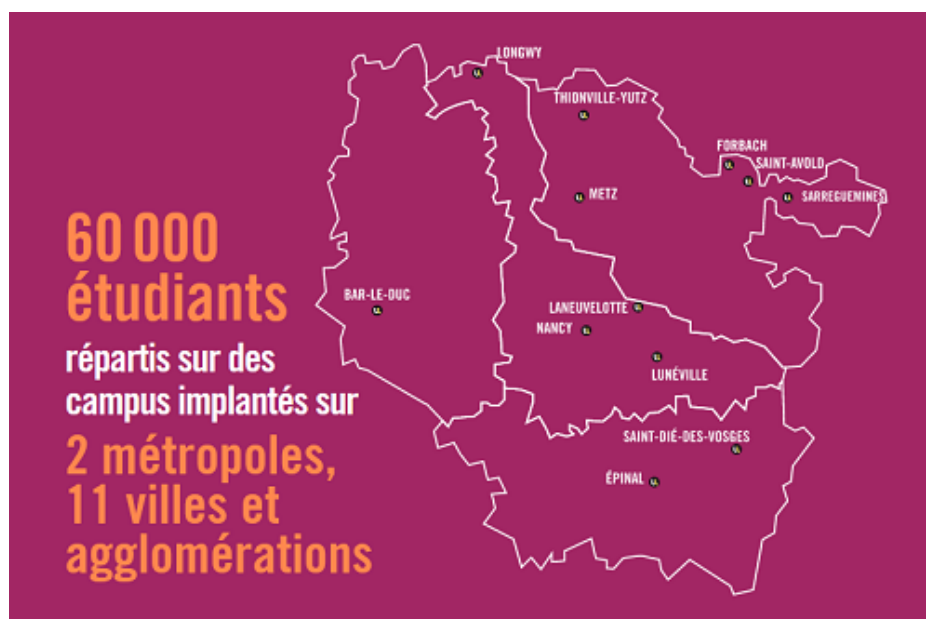 60 000
étudiants
répartis sur des
campus implantés sur
2 métropoles,
11 villes et
agglomérations
LONGWY
THIONVILLE-YUTZ
FORBACH
SAINT-AVOLD
METZ
SARREGUEMINES
BAR-LE-DUC
LANEUVELOTTE
NANCY
LUNÉVILLE
SAINT-DIÉ-DES-VOSGES
ÉPINAL